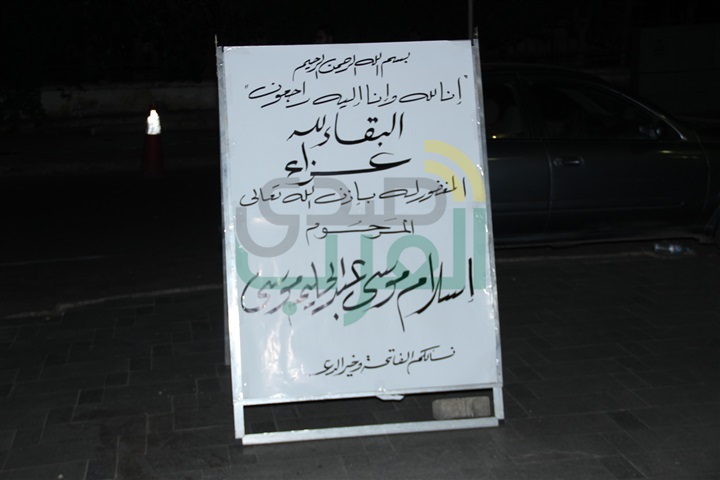 بسم الله الرحمن الرحيم
"إنا لله وإنا إليه راجعون"
البقاء لله
عزاء
المغفور له بإذن الله تعالى
المرحوم
إسلام موسى عبد الحليم موسى
نسالكم الفاتحة وخير الدعاء
صدى
العرب